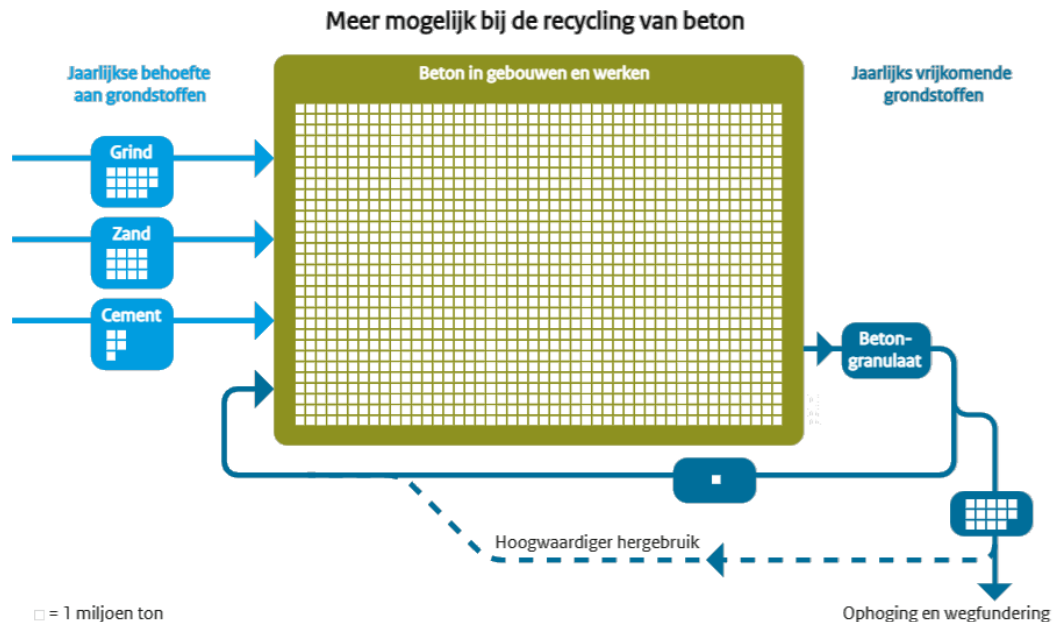 Meer mogelijk bij de recycling van beton
Jaarlijkse behoefte
aan grondstoffen
Beton in gebouwen en werken
Jaarlijks vrijkomende
grondstoffen
Grind
Zand
Cement
Beton-
granulaat
Hoogwaardiger hergebruik
= 1 miljoen ton
Ophoging en wegfundering